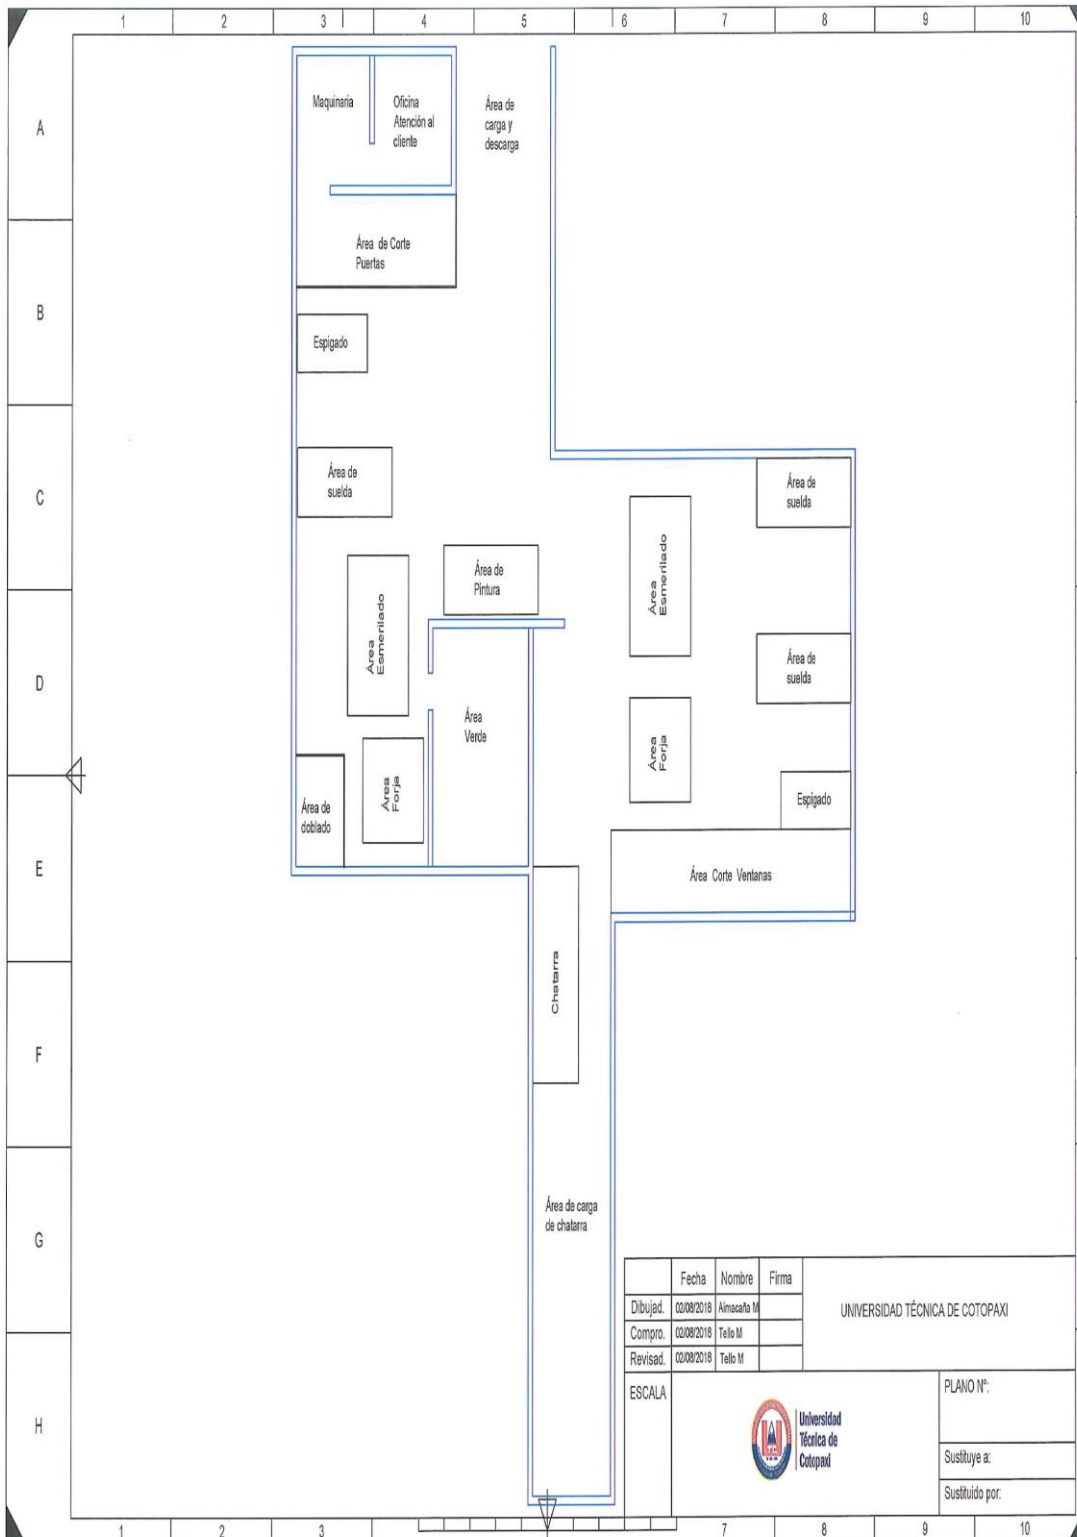 1 2 3 4 5 6 7 8 9 10
A
B
C
D
E
F
G
H
Maquinaria
Oficina
Atención al
cliente
Área de
carga y
descarga
Área de Corte
Puertas
Espigado
Área de
suelda
Área de
suelda
Área
Esmerilado
Área de
Pintura
Área
Esmerilado
Área de
suelda
Área
Verde
Área
Forja
Área
Forja
Área de
doblado
Espigado
Área Corte Ventanas
Chatarra
Área de carga
de chatarra
Fecha Nombre Firma
Dibujad. 02/08/2018 Aimacaña M
Compro. 02/08/2018 Tello M
Revisad. 02/08/2018 Tello M
UNIVERSIDAD TÉCNICA DE COTOPAXI
ESCALA
Universidad
Técnica de
Cotopaxi
PLANO Nº:
Sustituye a:
Sustituido por:
1 2 3 7 8 9 10